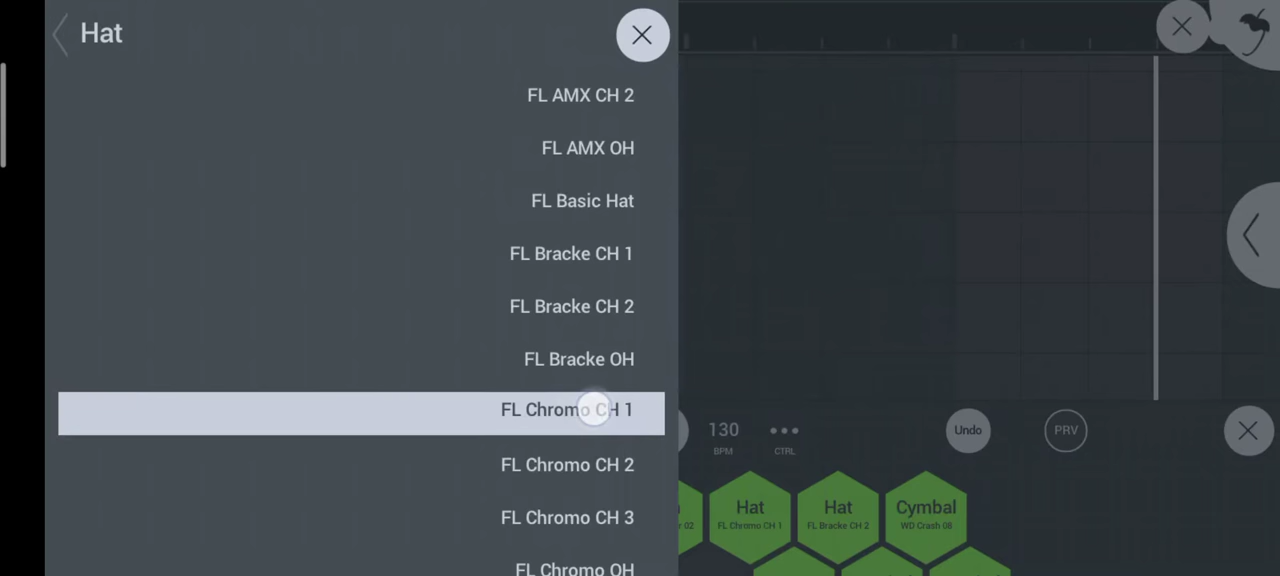 Hat
FL AMX CH 2
FL AMX OH
FL Basic Hat
FL Bracke CH 1
FL Bracke CH 2
FL Bracke OH
FL Chromo CH 1
FL Chromo CH 2
FL Chromo CH 3
FL Chromo OH
130
BPM
CTRL
Undo
PRV
Hat
FL Chromo CH 1
Hat
FL Bracke CH 2
Cymbal
WD Crash 08